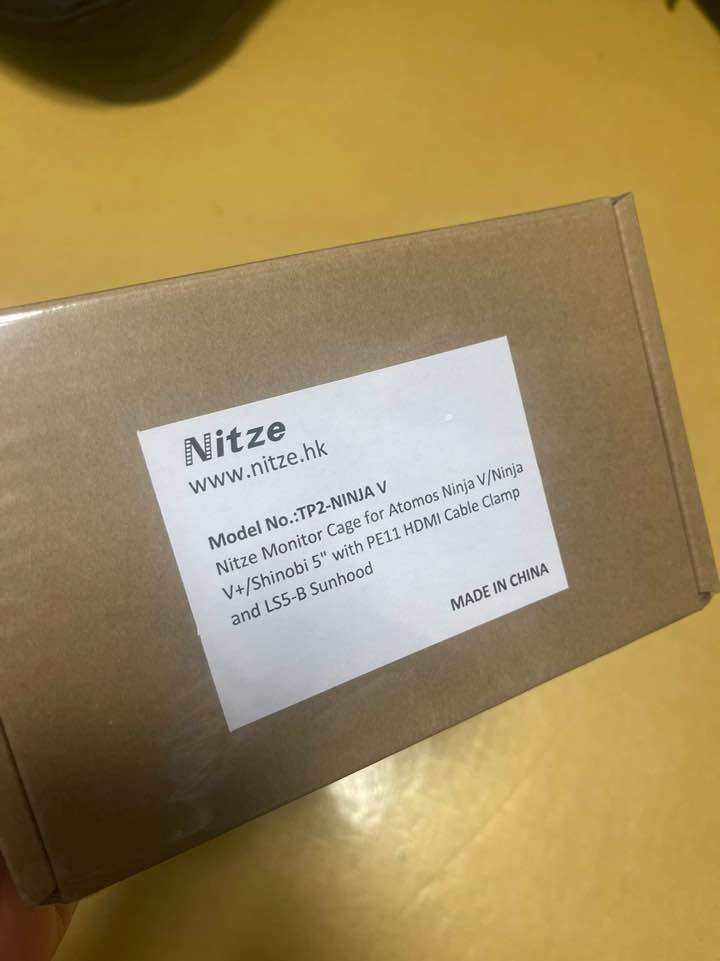 Nitze
www.nitze.hk
Model No.:TP2-NINJA V
Nitze Monitor Cage for Atomos Ninja V/Ninja
V+/Shinobi 5" with PE11 HDMI Cable Clamp
and LS5-B Sunhood
MADE IN CHINA